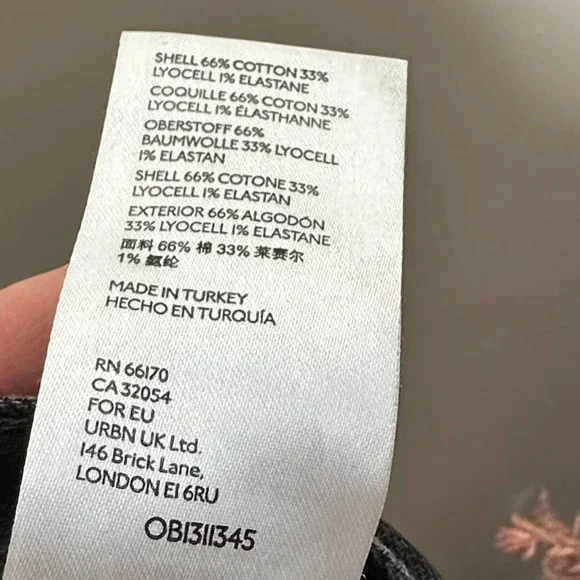 SHELL 66% COTTON 33%
LYOCELL 1% ELASTANE
COQUILLE 66% COTON 33%
LYOCELL 1% ÉLASTHANNE
OBERSTOFF 66%
BAUMWOLLE 33% LYOCELL
1% ELASTAN
SHELL 66% COTONE 33%
LYOCELL 1% ELASTAN
EXTERIOR 66% ALGODÓN
33% LYOCELL 1% ELASTANE
面料 66% 棉 33% 莱赛尔
1% 氨纶
MADE IN TURKEY
HECHO EN TURQUÍA
RN 66170
CA 32054
FOR EU
URBN UK Ltd.
146 Brick Lane,
LONDON E1 6RU
OB1311345